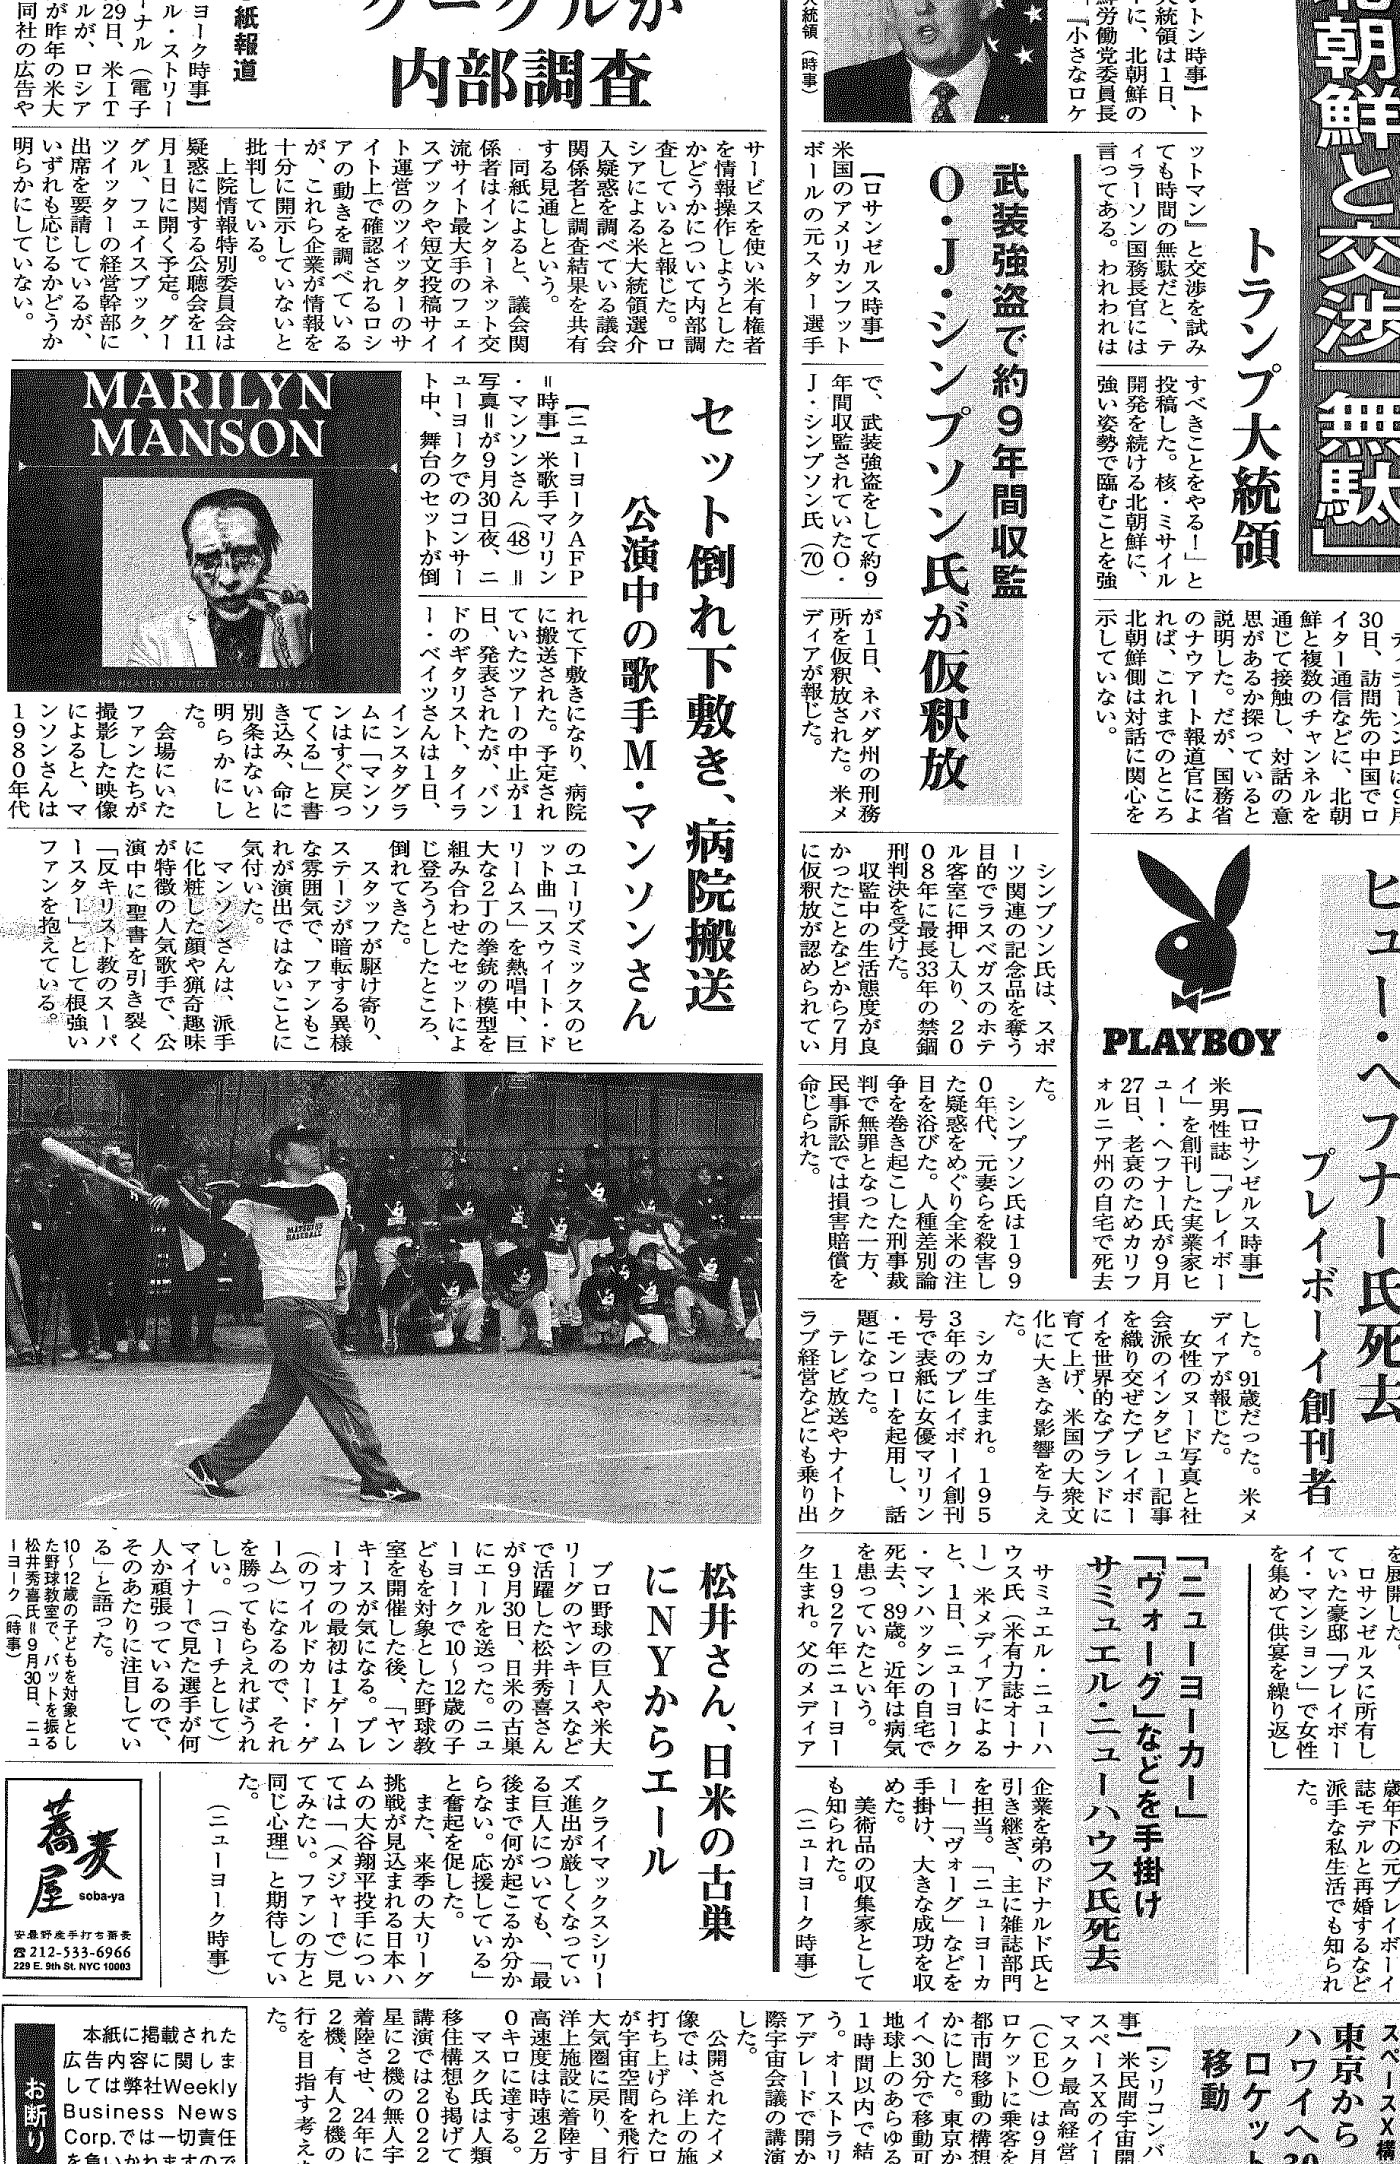 北朝鮮と交渉「無駄」
トランプ大統領
トン時事】ト
統領は1日、
に、北朝鮮の
鮮労働党委員長
「『小さなロケ
ットマン』と交渉を試み
ても時間の無駄だと、テ
ィラーソン国務長官には
言ってある。われわれは
すべきことをやる！」と
投稿した。核・ミサイル
開発を続ける北朝鮮に、
強い姿勢で臨むことを強
30日、訪問先の中国でロ
イター通信などに、北朝
鮮と複数のチャンネルを
通じて接触し、対話の意
思があるか探っていると
説明した。だが、国務省
のナウアート報道官によ
れば、これまでのところ
北朝鮮側は対話に関心を
示していない。
統領（時事）
武装強盗で約9年間収監
O・J・シンプソン氏が仮釈放
【ロサンゼルス時事】
米国のアメリカンフット
ボールの元スター選手
で、武装強盗をして約9
年間収監されていたO・
J・シンプソン氏（70）
が1日、ネバダ州の刑務
所を仮釈放された。米メ
ディアが報じた。
シンプソン氏は、スポ
ーツ関連の記念品を奪う
目的でラスベガスのホテ
ル客室に押し入り、20
08年に最長33年の禁錮
刑判決を受けた。
収監中の生活態度が良
かったことなどから7月
に仮釈放が認められてい
た。
シンプソン氏は199
0年代、元妻らを殺害し
た疑惑をめぐり全米の注
目を浴びた。人種差別論
争を巻き起こした刑事裁
判で無罪となった一方、
民事訴訟では損害賠償を
命じられた。
ヒュー・ヘフナー氏死去
プレイボーイ創刊者
PLAYBOY
【ロサンゼルス時事】
米男性誌「プレイボー
イ」を創刊した実業家ヒ
ュー・ヘフナー氏が9月
27日、老衰のためカリフ
ォルニア州の自宅で死去
した。91歳だった。米メ
ディアが報じた。
女性のヌード写真と社
会派のインタビュー記事
を織り交ぜたプレイボー
イを世界的なブランドに
育て上げ、米国の大衆文
化に大きな影響を与え
た。
シカゴ生まれ。195
3年のプレイボーイ創刊
号で表紙に女優マリリン
・モンローを起用し、話
題になった。
テレビ放送やナイトク
ラブ経営などにも乗り出
を展開した。
ロサンゼルスに所有し
ていた豪邸「プレイボー
イ・マンション」で女性
を集めて供宴を繰り返し
歳年下の元プレイボーイ
誌モデルと再婚するなど
派手な私生活でも知られ
た。
「ニューヨーカー」
「ヴォーグ」などを手掛け
サミュエル・ニューハウス氏死去
サミュエル・ニューハ
ウス氏（米有力誌オーナ
ー）米メディアによる
と、1日、ニューヨーク
・マンハッタンの自宅で
死去、89歳。近年は病気
を患っていたという。
1927年ニューヨー
ク生まれ。父のメディア
企業を弟のドナルド氏と
引き継ぎ、主に雑誌部門
を担当。「ニューヨーカ
ー」「ヴォーグ」などを
手掛け、大きな成功を収
めた。
美術品の収集家として
も知られた。
（ニューヨーク時事）
グーグルが
内部調査
紙報道
ヨーク時事】
ル・ストリー
ーナル（電子
29日、米IT
ルが、ロシア
が昨年の米大
同社の広告や
サービスを使い米有権者
を情報操作しようとした
かどうかについて内部調
査していると報じた。ロ
シアによる米大統領選介
入疑惑を調べている議会
関係者と調査結果を共有
する見通しという。
同紙によると、議会関
係者はインターネット交
流サイト最大手のフェイ
スブックや短文投稿サイ
ト運営のツイッターのサ
イト上で確認されるロシ
アの動きを調べている
が、これら企業が情報を
十分に開示していないと
批判している。
上院情報特別委員会は
疑惑に関する公聴会を11
月1日に開く予定。グー
グル、フェイスブック、
ツイッターの経営幹部に
出席を要請しているが、
いずれも応じるかどうか
明らかにしていない。
セット倒れ下敷き、病院搬送
公演中の歌手M・マンソンさん
MARILYN
MANSON
【ニューヨークAFP
＝時事】米歌手マリリン
・マンソンさん（48）＝
写真＝が9月30日夜、ニ
ューヨークでのコンサー
ト中、舞台のセットが倒
れて下敷きになり、病院
に搬送された。予定され
ていたツアーの中止が1
日、発表されたが、バン
ドのギタリスト、タイラ
ー・ベイツさんは1日、
インスタグラ
ムに「マンソ
ンはすぐ戻っ
てくる」と書
き込み、命に
別条はないと
明らかにし
た。
会場にいた
ファンたちが
撮影した映像
によると、マ
ンソンさんは
1980年代
のユーリズミックスのヒ
ット曲「スウィート・ド
リームス」を熱唱中、巨
大な2丁の拳銃の模型を
組み合わせたセットによ
じ登ろうとしたところ、
倒れてきた。
スタッフが駆け寄り、
ステージが暗転する異様
な雰囲気で、ファンもこ
れが演出ではないことに
気付いた。
マンソンさんは、派手
に化粧した顔や猟奇趣味
が特徴の人気歌手で、公
演中に聖書を引き裂く
「反キリスト教のスーパ
ースター」として根強い
ファンを抱えている。
松井さん、日米の古巣
にNYからエール
プロ野球の巨人や米大
リーグのヤンキースなど
で活躍した松井秀喜さん
が9月30日、日米の古巣
にエールを送った。ニュ
ーヨークで10～12歳の子
どもを対象とした野球教
室を開催した後、「ヤン
キースが気になる。プレ
ーオフの最初は1ゲーム
（のワイルドカード・ゲ
ーム）になるので、それ
を勝ってもらえればうれ
しい。（コーチとして）
マイナーで見た選手が何
人か頑張っているので、
そのあたりに注目してい
る」と語った。
クライマックスシリー
ズ進出が厳しくなってい
る巨人についても、「最
後まで何が起こるか分か
らない。応援している」
と奮起を促した。
また、来季の大リーグ
挑戦が見込まれる日本ハ
ムの大谷翔平投手につい
ては「（メジャーで）見
てみたい。ファンの方と
同じ心理」と期待してい
た。
（ニューヨーク時事）
10～12歳の子どもを対象とし
た野球教室で、バットを振る
松井秀喜氏＝9月30日、ニュ
ーヨーク（時事）
蕎麦屋
soba-ya
安曇野産手打ち蕎麦
☎212-533-6966
229 E. 9th St. NYC 10003
お断り
本紙に掲載された
広告内容に関しま
しては弊社Weekly
Business News
Corp.では一切責任
を負いかねますので
スペースX構
東京から
ハワイへ30
ロケット
移動
【シリコンバ
事】米民間宇宙開
スペースXのイー
マスク最高経営
（CEO）は9月
ロケットに乗客を
都市間移動の構想
かにした。東京か
イへ30分で移動可
地球上のあらゆる
1時間以内で結
う。オーストラリ
アデレードで開か
際宇宙会議の講演
した。
公開されたイメ
像では、洋上の施
打ち上げられたロ
が宇宙空間を飛行
大気圏に戻り、目
洋上施設に着陸す
高速度は時速2万
0キロに達する。
マスク氏は人類
移住構想も掲げて
講演では2022
星に2機の無人宇
着陸させ、24年に
2機、有人2機の
行を目指す考え
た。